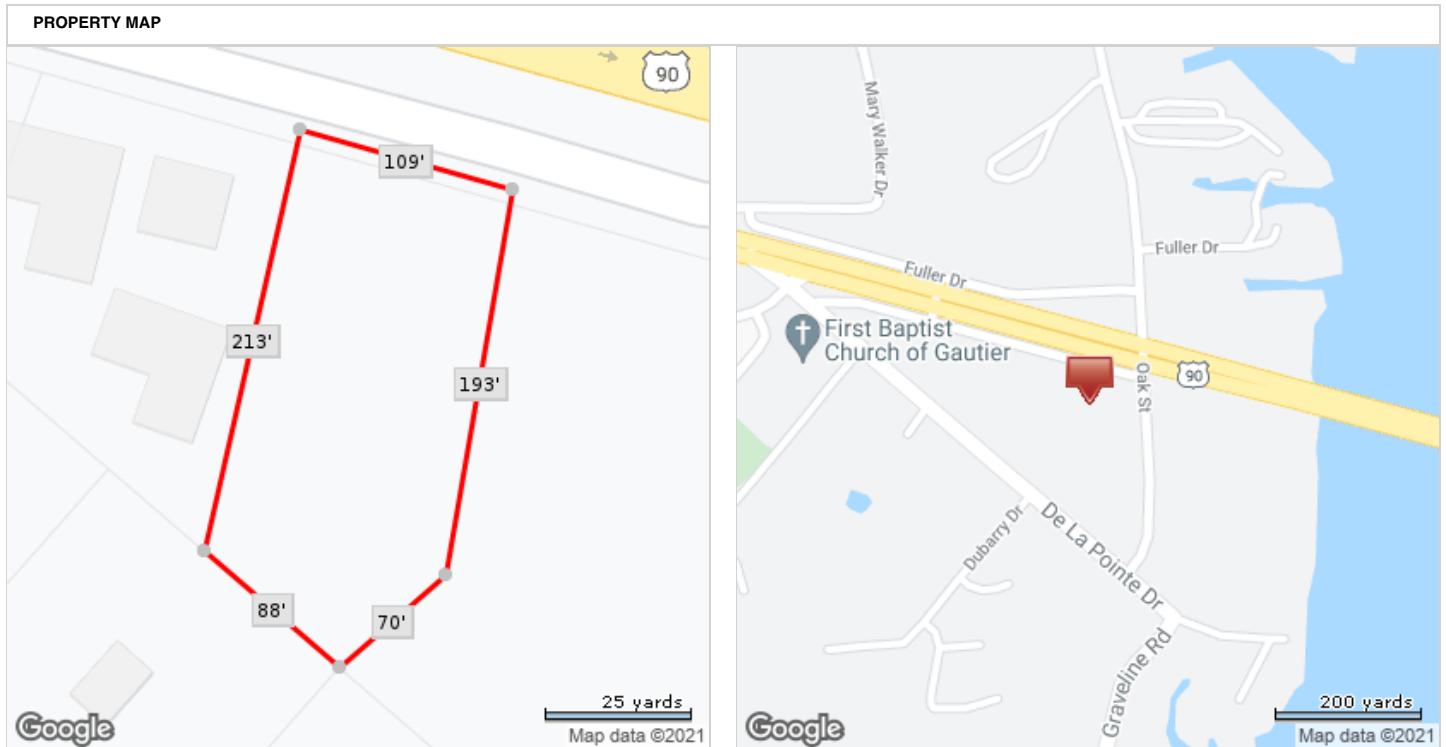 PROPERTY MAP
90
109'
213'
193'
88'
70'
25 yards
Google
Map data ©2021
Mary Walker Dr
Fuller Dr
Fuller Dr
First Baptist
Church of Gautier
Oak St
90
De La Pointe Dr
Dubarry Dr
Graveline Rd
200 yards
Google
Map data ©2021